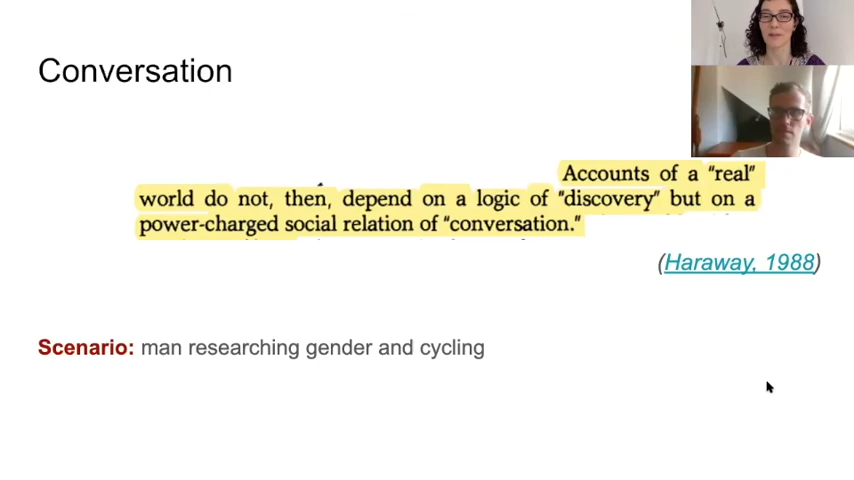 Conversation
Accounts of a "real"
world do not, then, depend on a logic of "discovery" but on a
power-charged social relation of "conversation."
(Haraway, 1988)
Scenario: man researching gender and cycling